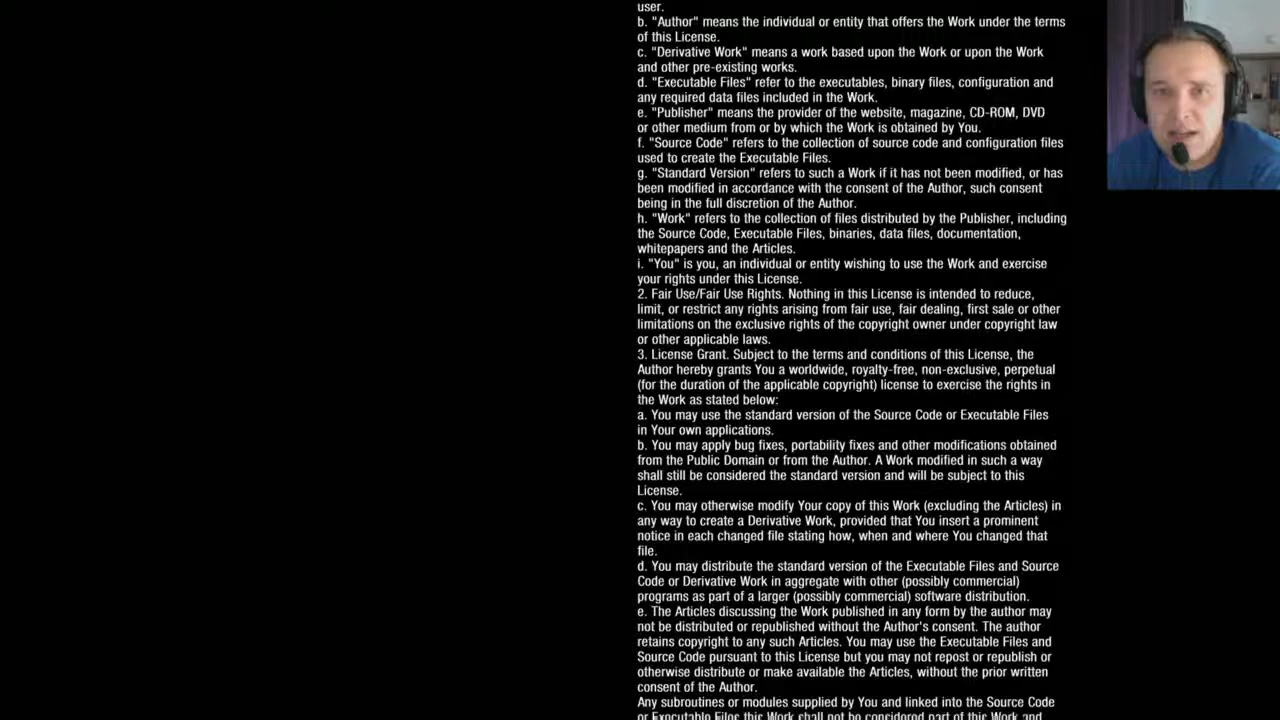 user.
b. "Author" means the individual or entity that offers the Work under the terms
of this License.
c. "Derivative Work" means a work based upon the Work or upon the Work
and other pre-existing works.
d. "Executable Files" refer to the executables, binary files, configuration and
any required data files included in the Work.
e. "Publisher" means the provider of the website, magazine, CD-ROM, DVD
or other medium from or by which the Work is obtained by You.
f. "Source Code" refers to the collection of source code and configuration files
used to create the Executable Files.
g. "Standard Version" refers to such a Work if it has not been modified, or has
been modified in accordance with the consent of the Author, such consent
being in the full discretion of the Author.
h. "Work" refers to the collection of files distributed by the Publisher, including
the Source Code, Executable Files, binaries, data files, documentation,
whitepapers and the Articles.
i. "You" is you, an individual or entity wishing to use the Work and exercise
your rights under this License.
2. Fair Use/Fair Use Rights. Nothing in this License is intended to reduce,
limit, or restrict any rights arising from fair use, fair dealing, first sale or other
limitations on the exclusive rights of the copyright owner under copyright law
or other applicable laws.
3. License Grant. Subject to the terms and conditions of this License, the
Author hereby grants You a worldwide, royalty-free, non-exclusive, perpetual
(for the duration of the applicable copyright) license to exercise the rights in
the Work as stated below:
a. You may use the standard version of the Source Code or Executable Files
in Your own applications.
b. You may apply bug fixes, portability fixes and other modifications obtained
from the Public Domain or from the Author. A Work modified in such a way
shall still be considered the standard version and will be subject to this
License.
c. You may otherwise modify Your copy of this Work (excluding the Articles) in
any way to create a Derivative Work, provided that You insert a prominent
notice in each changed file stating how, when and where You changed that
file.
d. You may distribute the standard version of the Executable Files and Source
Code or Derivative Work in aggregate with other (possibly commercial)
programs as part of a larger (possibly commercial) software distribution.
e. The Articles discussing the Work published in any form by the author may
not be distributed or republished without the Author's consent. The author
retains copyright to any such Articles. You may use the Executable Files and
Source Code pursuant to this License but you may not repost or republish or
otherwise distribute or make available the Articles, without the prior written
consent of the Author.
Any subroutines or modules supplied by You and linked into the Source Code
or Executable Files this Work shall not be considered part of this Work and